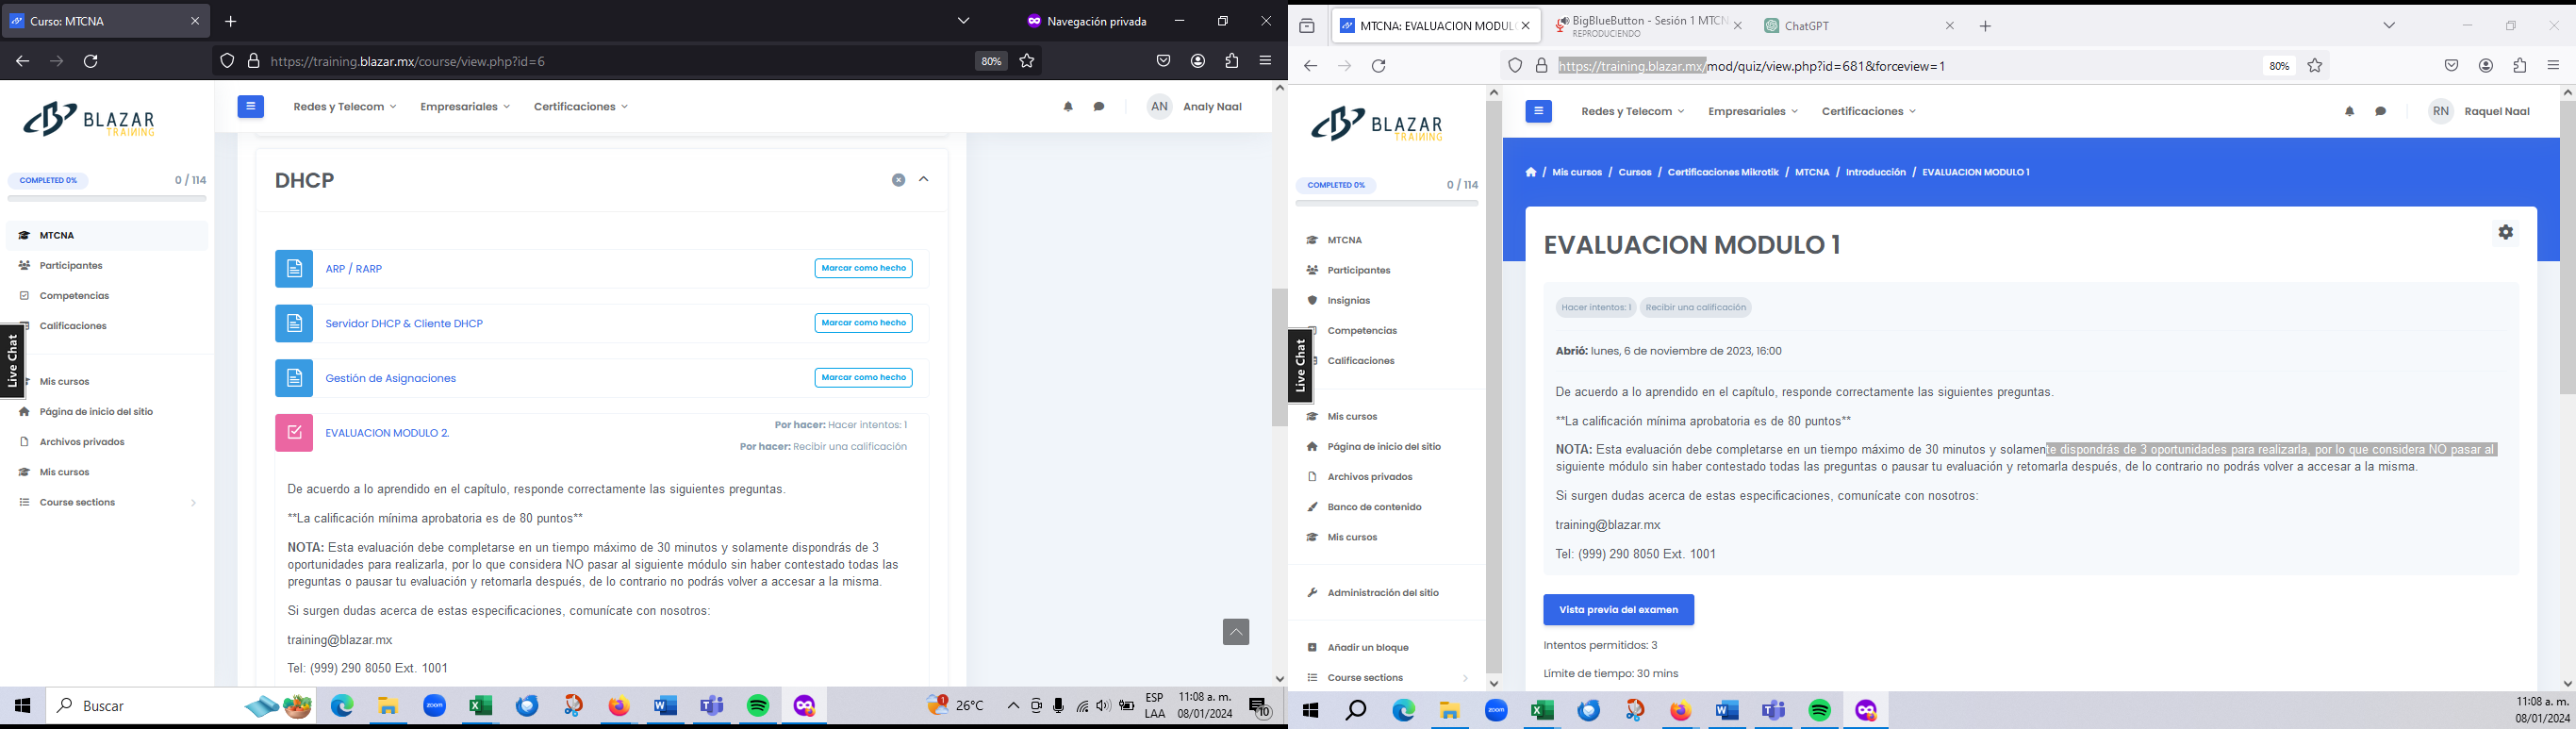 Curso: MTCNA
Navegación privada
https://training.blazar.mx/course/view.php?id=6
80%
BLAZAR
TRAINING
Redes y Telecom
Empresariales
Certificaciones
AN
Analy Naal
COMPLETED 0%
0 / 114
MTCNA
Participantes
Competencias
Calificaciones
Live Chat
Mis cursos
Página de inicio del sitio
Archivos privados
Mis cursos
Course sections
DHCP
ARP / RARP
Marcar como hecho
Servidor DHCP & Cliente DHCP
Marcar como hecho
Gestión de Asignaciones
Marcar como hecho
EVALUACION MODULO 2.
Por hacer: Hacer intentos: 1
Por hacer: Recibir una calificación
De acuerdo a lo aprendido en el capítulo, responde correctamente las siguientes preguntas.
**La calificación mínima aprobatoria es de 80 puntos**
NOTA: Esta evaluación debe completarse en un tiempo máximo de 30 minutos y solamente dispondrás de 3
oportunidades para realizarla, por lo que considera NO pasar al siguiente módulo sin haber contestado todas las
preguntas o pausar tu evaluación y retomarla después, de lo contrario no podrás volver a accesar a la misma.
Si surgen dudas acerca de estas especificaciones, comunícate con nosotros:
training@blazar.mx
Tel: (999) 290 8050 Ext. 1001
Buscar
zoom
1
26°C
ESP
LAA
11:08 a. m.
08/01/2024
10
MTCNA: EVALUACION MODUL
BigBlueButton - Sesión 1 MTCN
REPRODUCIENDO
ChatGPT
https://training.blazar.mx/mod/quiz/view.php?id=681&forceview=1
80%
BLAZAR
TRAINING
Redes y Telecom
Empresariales
Certificaciones
RN
Raquel Naal
COMPLETED 0%
0 / 114
MTCNA
Participantes
Insignias
Competencias
Calificaciones
Live Chat
Mis cursos
Página de inicio del sitio
Archivos privados
Banco de contenido
Mis cursos
Administración del sitio
Añadir un bloque
Course sections
/ Mis cursos / Cursos / Certificaciones Mikrotik / MTCNA / Introducción / EVALUACION MODULO 1
EVALUACION MODULO 1
Hacer intentos: 1
Recibir una calificación
Abrió: lunes, 6 de noviembre de 2023, 16:00
De acuerdo a lo aprendido en el capítulo, responde correctamente las siguientes preguntas.
**La calificación mínima aprobatoria es de 80 puntos**
NOTA: Esta evaluación debe completarse en un tiempo máximo de 30 minutos y solamente dispondrás de 3 oportunidades para realizarla, por lo que considera NO pasar al
siguiente módulo sin haber contestado todas las preguntas o pausar tu evaluación y retomarla después, de lo contrario no podrás volver a accesar a la misma.
Si surgen dudas acerca de estas especificaciones, comunícate con nosotros:
training@blazar.mx
Tel: (999) 290 8050 Ext. 1001
Vista previa del examen
Intentos permitidos: 3
Límite de tiempo: 30 mins
zoom
11:08 a. m.
08/01/2024